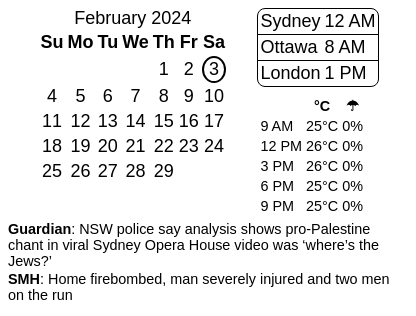 February 2024
Su Mo Tu We Th Fr Sa
1 2 3
4 5 6 7 8 9 10
11 12 13 14 15 16 17
18 19 20 21 22 23 24
25 26 27 28 29
Sydney 12 AM
Ottawa 8 AM
London 1 PM
°C ☂
9 AM 25°C 0%
12 PM 26°C 0%
3 PM 26°C 0%
6 PM 25°C 0%
9 PM 25°C 0%
Guardian: NSW police say analysis shows pro-Palestine
chant in viral Sydney Opera House video was ‘where’s the
Jews?’
SMH: Home firebombed, man severely injured and two men
on the run